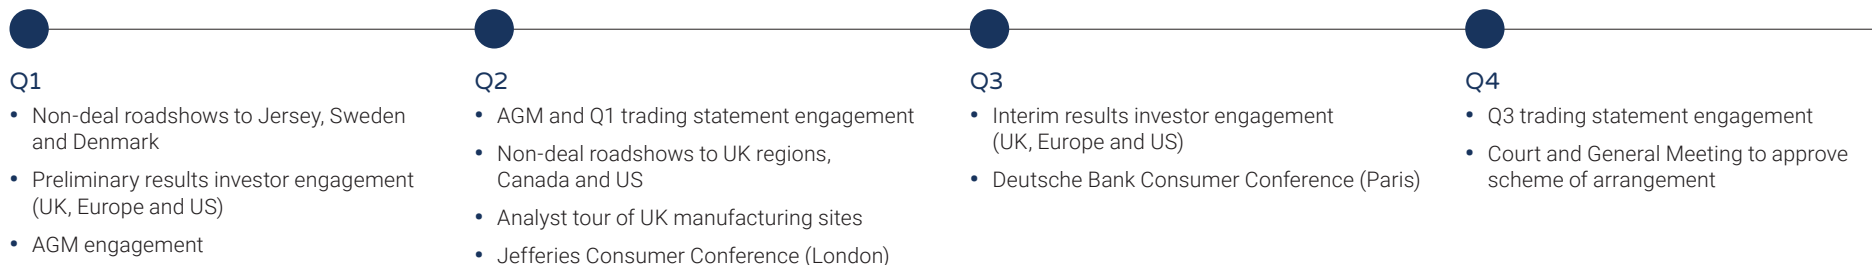 Q1
• Non-deal roadshows to Jersey, Sweden
and Denmark
• Preliminary results investor engagement
(UK, Europe and US)
• AGM engagement
Q2
• AGM and Q1 trading statement engagement
• Non-deal roadshows to UK regions,
Canada and US
• Analyst tour of UK manufacturing sites
• Jefferies Consumer Conference (London)
Q3
• Interim results investor engagement
(UK, Europe and US)
• Deutsche Bank Consumer Conference (Paris)
Q4
• Q3 trading statement engagement
• Court and General Meeting to approve
scheme of arrangement